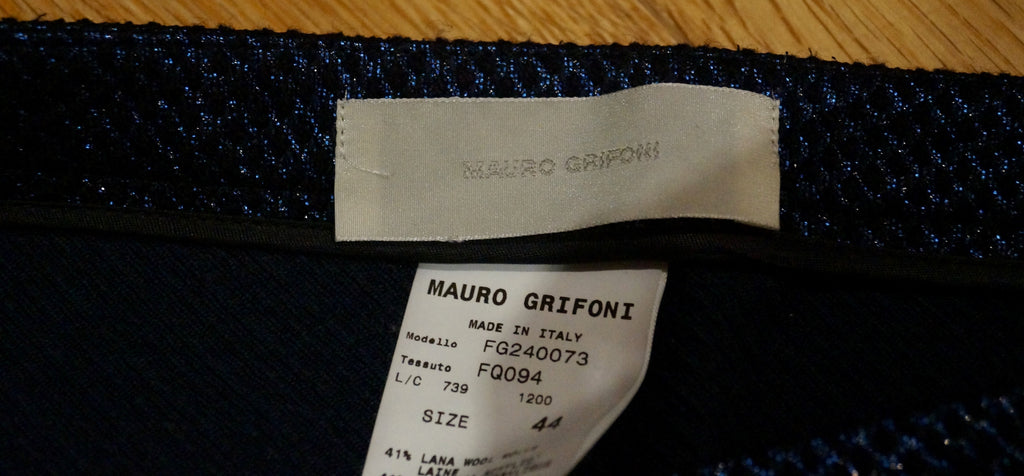 MAURO GRIFONI
MAURO GRIFONI
MADE IN ITALY
Modello FG240073
Tessuto FQ094
L/C 739 1200
SIZE 44
41% LANA WOOL
LAINE